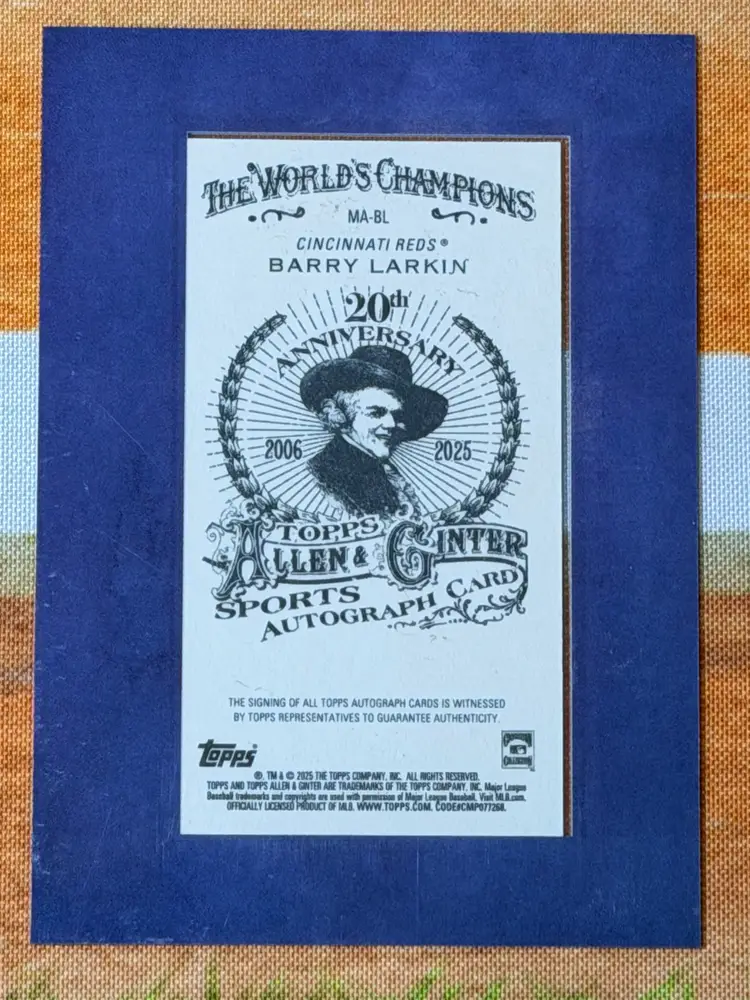 THE WORLD'S CHAMPIONS
MA-BL
CINCINNATI REDS®
BARRY LARKIN
20th
ANNIVERSARY
2006 2025
TOPPS
ALLEN & GINTER
SPORTS
AUTOGRAPH CARD
THE SIGNING OF ALL TOPPS AUTOGRAPH CARDS IS WITNESSED
BY TOPPS REPRESENTATIVES TO GUARANTEE AUTHENTICITY.
topps
®, TM & © 2025 THE TOPPS COMPANY, INC. ALL RIGHTS RESERVED.
TOPPS AND TOPPS ALLEN & GINTER ARE TRADEMARKS OF THE TOPPS COMPANY, INC. Major League
Baseball trademarks and copyrights are used with permission of Major League Baseball. Visit MLB.com.
OFFICIALLY LICENSED PRODUCT OF MLB. WWW.TOPPS.COM. CODE#CMP077268.